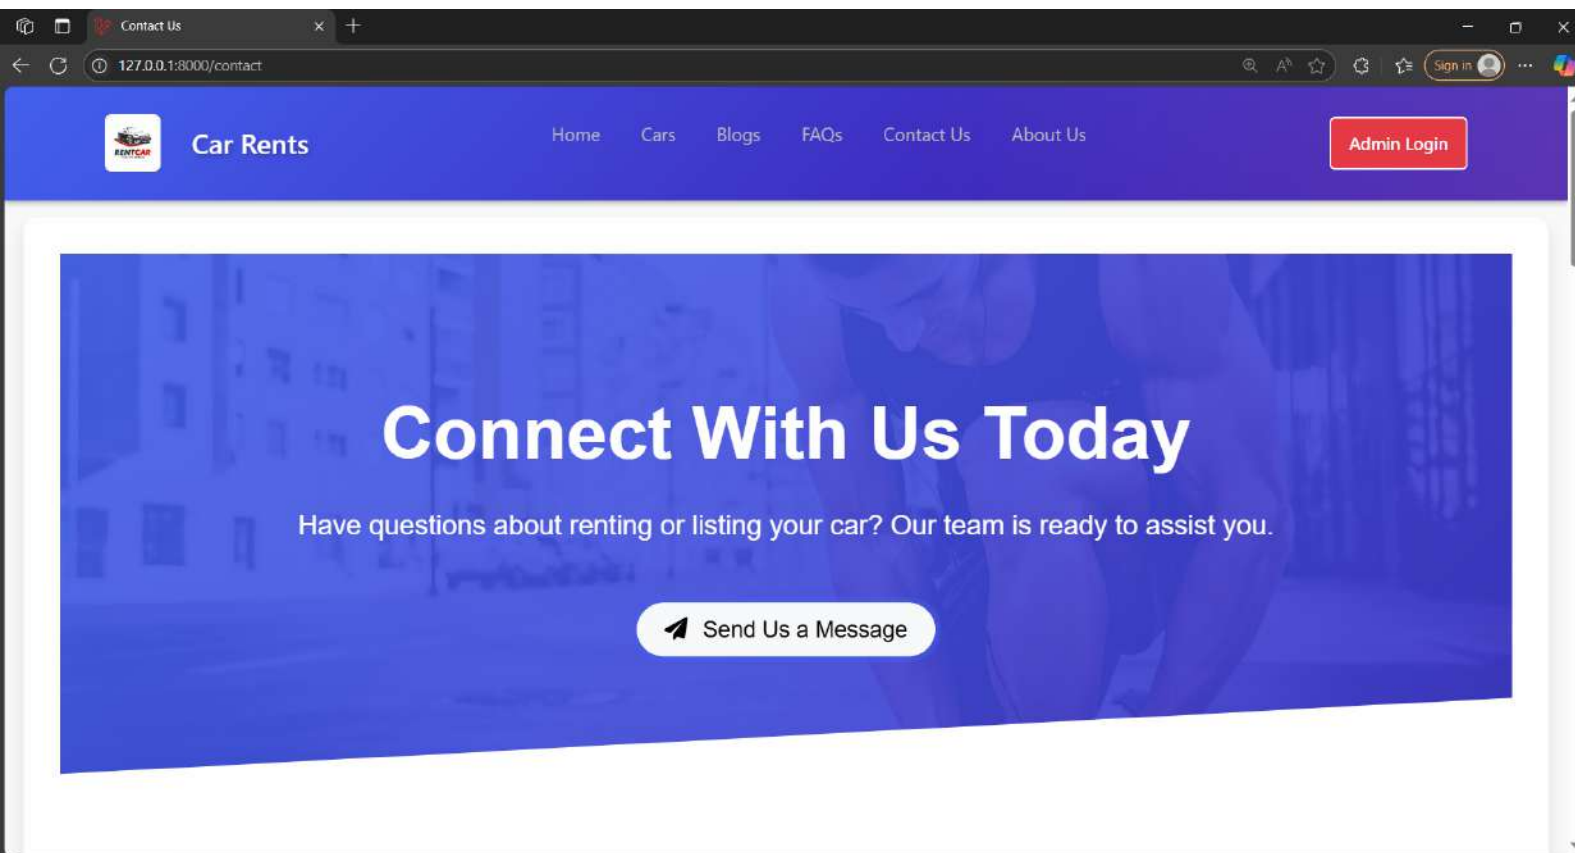 Contact Us
127.0.0.1:8000/contact
Sign in
RENTCAR
Car Rents
Home Cars Blogs FAQs Contact Us About Us
Admin Login
Connect With Us Today
Have questions about renting or listing your car? Our team is ready to assist you.
Send Us a Message